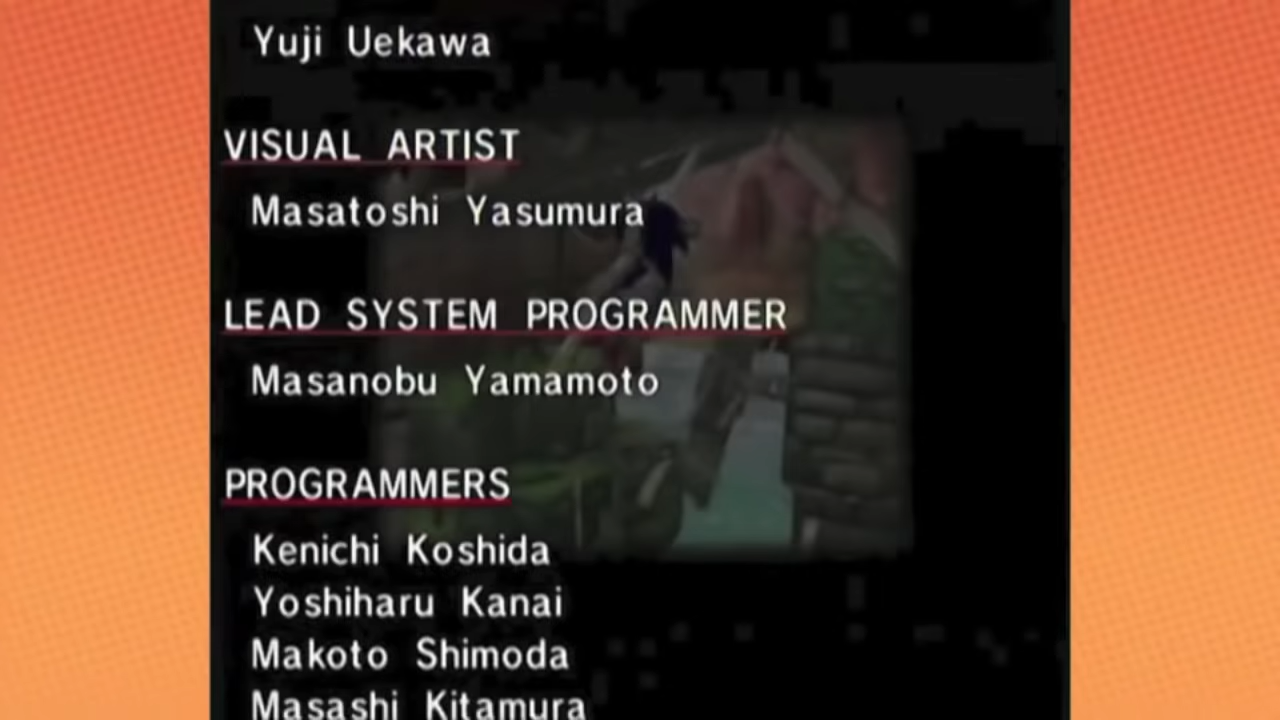 Yuji Uekawa
VISUAL ARTIST
Masatoshi Yasumura
LEAD SYSTEM PROGRAMMER
Masanobu Yamamoto
PROGRAMMERS
Kenichi Koshida
Yoshiharu Kanai
Makoto Shimoda
Masashi Kitamura